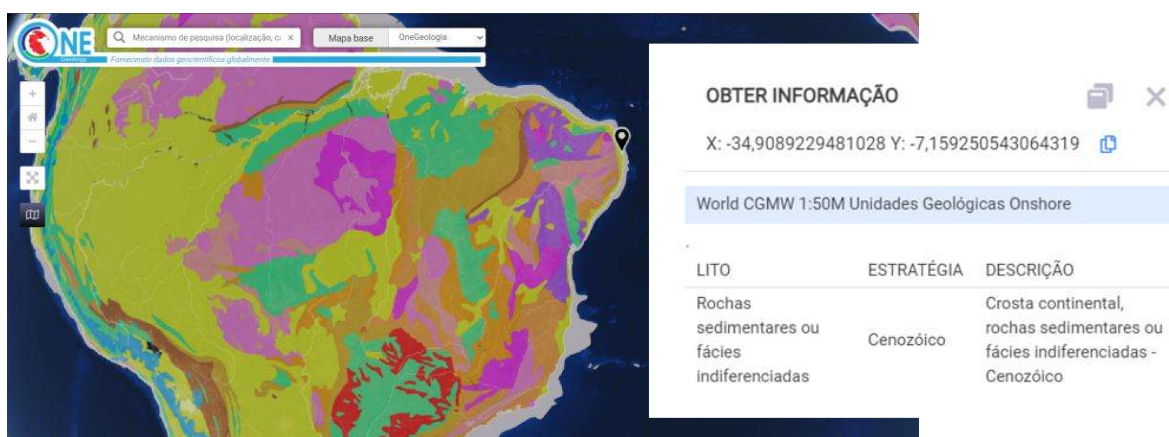 ONE
Geology
Mecanismo de pesquisa (localização, ca ×
Mapa base
OneGeologia
Fornecendo dados geocientíficos globalmente
OBTER INFORMAÇÃO
X: -34,9089229481028 Y: -7,159250543064319
World CGMW 1:50M Unidades Geológicas Onshore
.
LITO ESTRATÉGIA DESCRIÇÃO
Rochas
sedimentares ou
fácies
indiferenciadas
Cenozóico
Crosta continental,
rochas sedimentares ou
fácies indiferenciadas -
Cenozóico